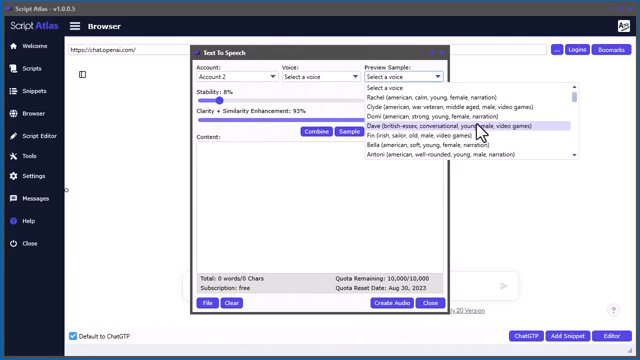 Script Atlas - v1.0.0.5
Script Atlas
Browser
Welcome
Scripts
Snippets
Browser
Script Editor
Tools
Settings
Messages
Help
Close
https://chat.openai.com/
...
Logins
Boomarks
Text To Speech
Account:
Voice:
Preview Sample:
Account 2
Select a voice
Select a voice
Select a voice
Rachel (american, calm, young, female, narration)
Clyde (american, war veteran, middle aged, male, video games)
Domi (american, strong, young, female, narration)
Dave (british-essex, conversational, young, male, video games)
Fin (irish, sailor, old, male, video games)
Bella (american, soft, young, female, narration)
Antoni (american, well-rounded, young, male, narration)
Stability: 8%
Clarity + Similarity Enhancement: 93%
Combine
Sample
Content:
Total: 0 words/0 Chars
Quota Remaining: 10,000/10,000
Subscription: free
Quota Reset Date: Aug 30, 2023
File
Clear
Create Audio
Close
ly 20 Version
?
Default to ChatGTP
ChatGTP
Add Snippet
Editor